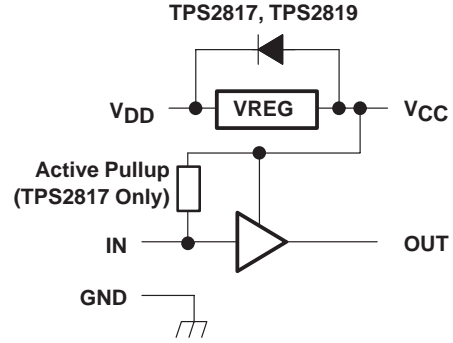 TPS2817, TPS2819
VDD
VREG
VCC
Active Pullup
(TPS2817 Only)
IN
OUT
GND